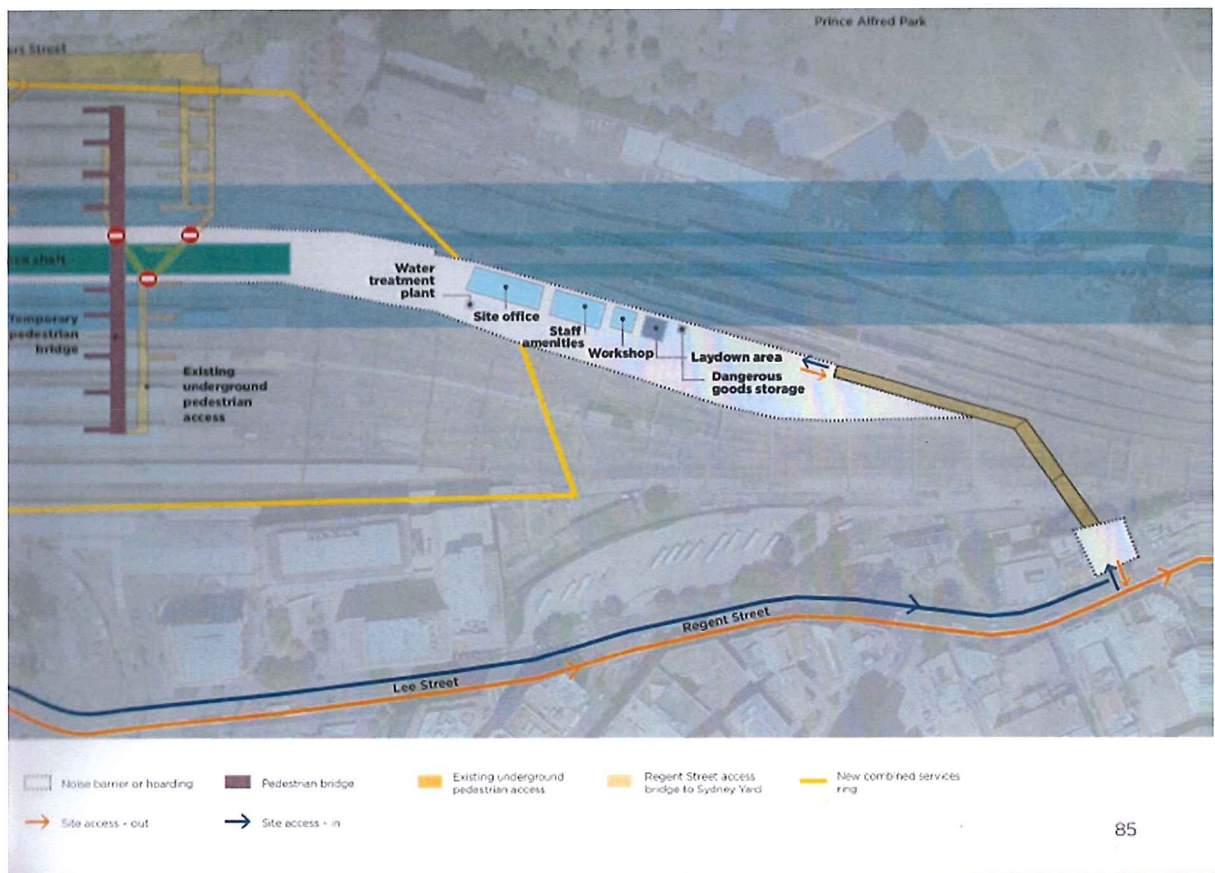 Prince Alfred Park
ers Street
shaft
Water
treatment
plant
Site office
Staff
amenities
Workshop
Laydown area
Dangerous
goods storage
Temporary
pedestrian
bridge
Existing
underground
pedestrian
access
Regent Street
Lee Street
Noise barrier or hoarding
Pedestrian bridge
Existing underground
pedestrian access
Regent Street access
bridge to Sydney Yard
New combined services
ring
Site access - out
Site access - in
85